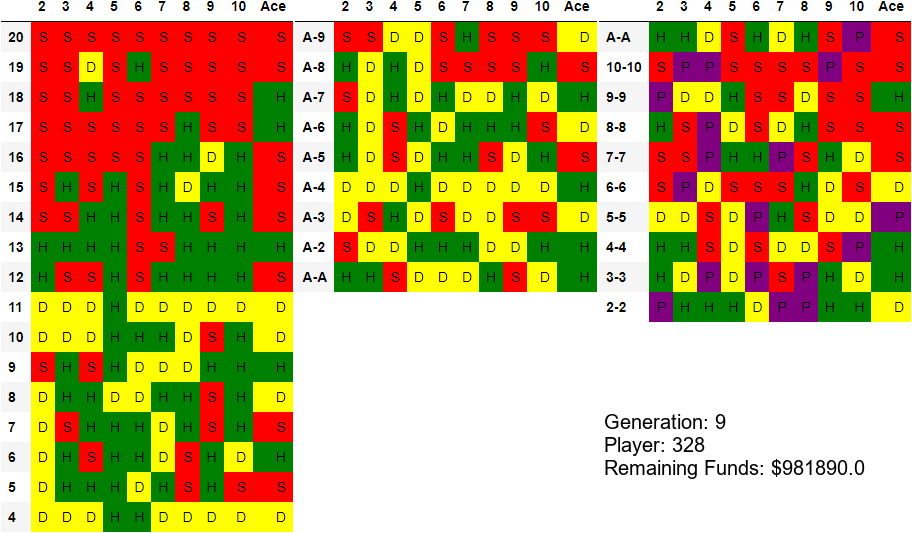 2 3 4 5 6 7 8 9 10 Ace
20 S S S S S S S S S S
19 S S D S H S S S S S
18 S S H S S S S S S H
17 S S S S S S H S S H
16 S S S S S H H D H S
15 S H S H S H D H H S
14 S S H H S H H S H S
13 H H H H S S H H H H
12 H S S H S H H H H S
11 D D D H D D D D D D
10 D D D H H H D S H D
9 S H S H D D D H H H
8 D H H D D H H S H D
7 D S H H H D H S H S
6 D H S H H D S H D H
5 D H H H D H S H S S
4 D D D H H D D D D D
2 3 4 5 6 7 8 9 10 Ace
A-9 S S D D S H S S S D
A-8 H D H D S S S S H S
A-7 S D H D H D D H D H
A-6 H D S H D H H H S D
A-5 H D S D H H S D H S
A-4 D D D H D D D D D H
A-3 D S H D S D D S S D
A-2 S D D H H H D D H H
A-A H H S D D D H S D H
2 3 4 5 6 7 8 9 10 Ace
A-A H H D S H D H S P S
10-10 S P P S S S S P S S
9-9 P D D H S S D S S H
8-8 H S P D S D H S S S
7-7 S S P H H P S H D S
6-6 S P D S S S H D S D
5-5 D D S D P H S D D P
4-4 H H S D S D D S P H
3-3 H D P D P S P H D H
2-2 P H H H D P P H H D
Generation: 9
Player: 328
Remaining Funds: $981890.0